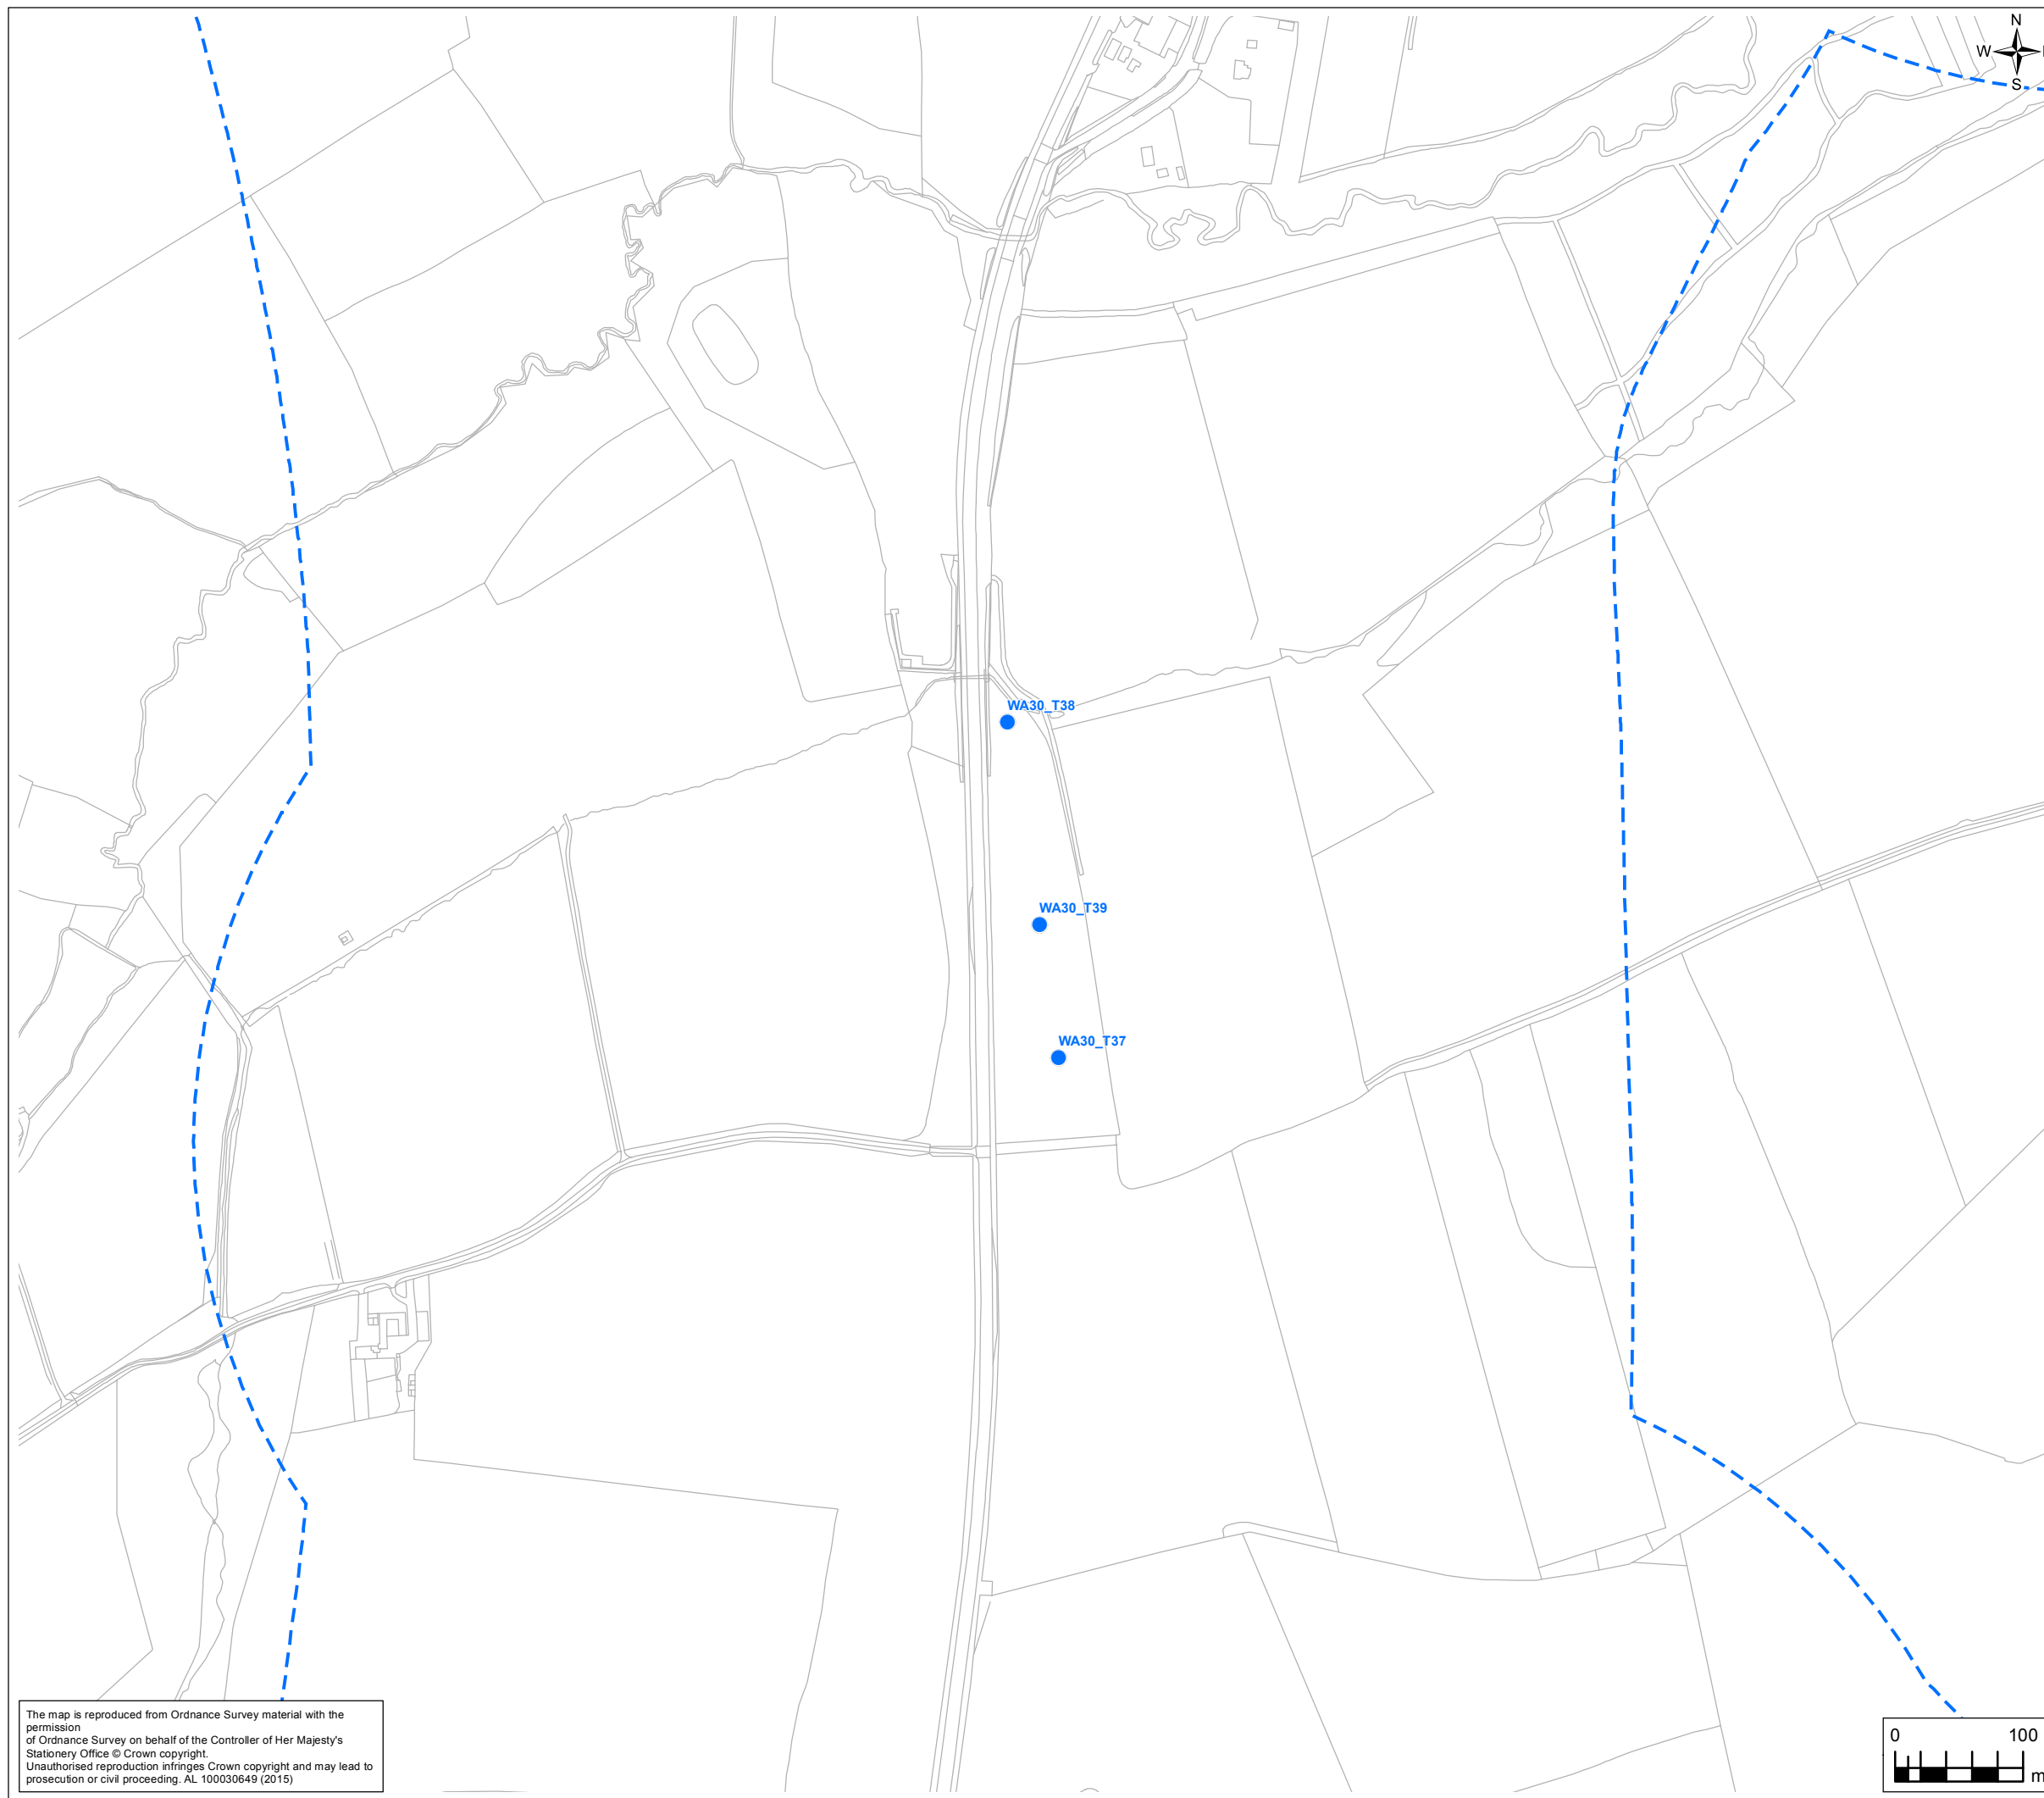 N
W
S
WA30_T38
WA30_T39
WA30_T37
The map is reproduced from Ordnance Survey material with the
permission
of Ordnance Survey on behalf of the Controller of Her Majesty's
Stationery Office © Crown copyright.
Unauthorised reproduction infringes Crown copyright and may lead to
prosecution or civil proceeding. AL 100030649 (2015)
0 100
m